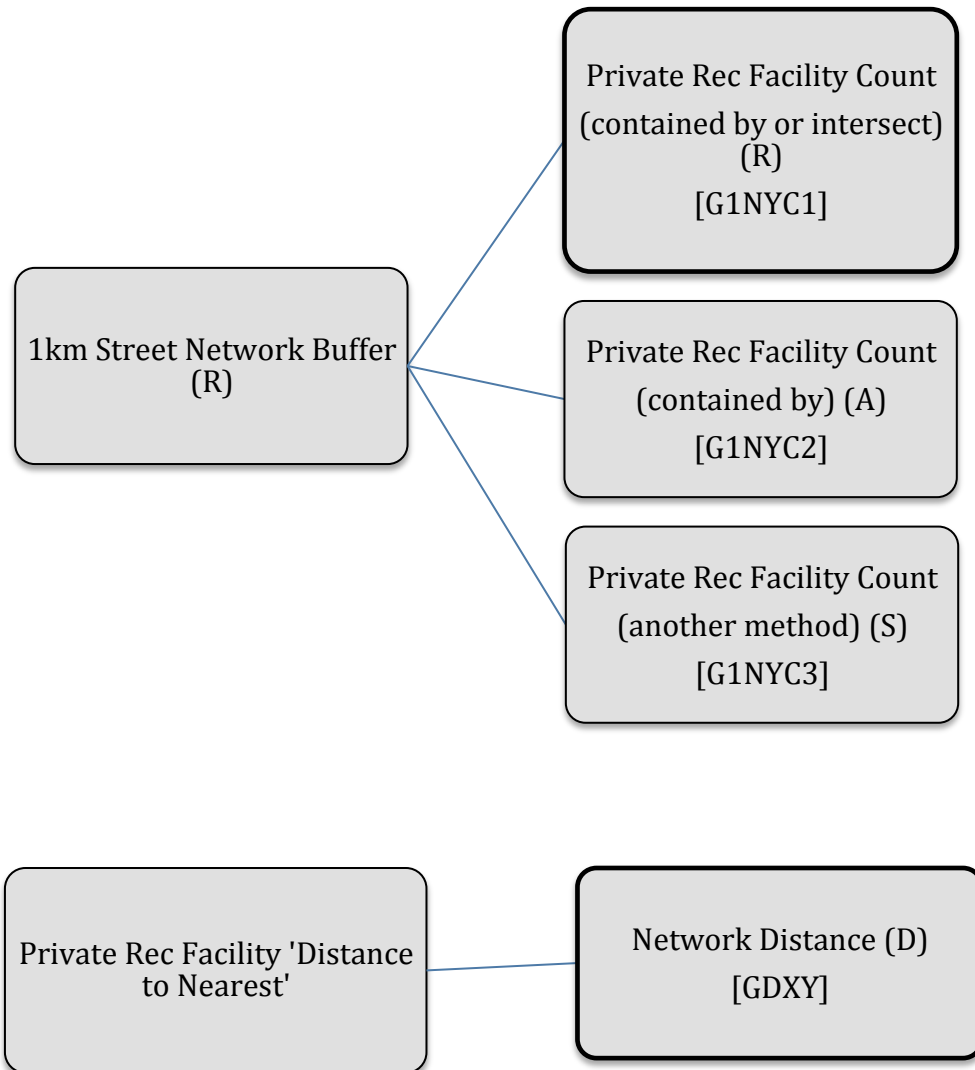 Private Rec Facility Count
(contained by or intersect)
(R)
[G1NYC1]
1km Street Network Buffer
(R)
Private Rec Facility Count
(contained by) (A)
[G1NYC2]
Private Rec Facility Count
(another method) (S)
[G1NYC3]
Private Rec Facility 'Distance
to Nearest'
Network Distance (D)
[GDXY]